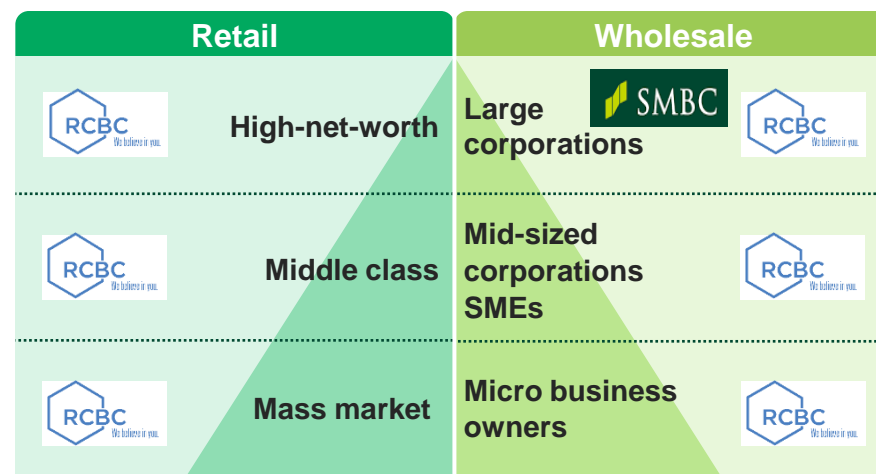 Retail
Wholesale
RCBC
We believe in you.
High-net-worth
Large
corporations
SMBC
RCBC
We believe in you.
RCBC
We believe in you.
Middle class
Mid-sized
corporations
SMEs
RCBC
We believe in you.
RCBC
We believe in you.
Mass market
Micro business
owners
RCBC
We believe in you.